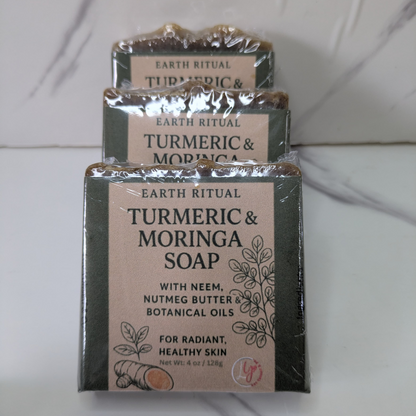 EARTH RITUAL
TURMERIC &
EARTH RITUAL
TURMERIC &
MORINGA
EARTH RITUAL
TURMERIC &
MORINGA
SOAP
WITH NEEM,
NUTMEG BUTTER &
BOTANICAL OILS
FOR RADIANT,
HEALTHY SKIN
Net Wt: 4 oz / 128g